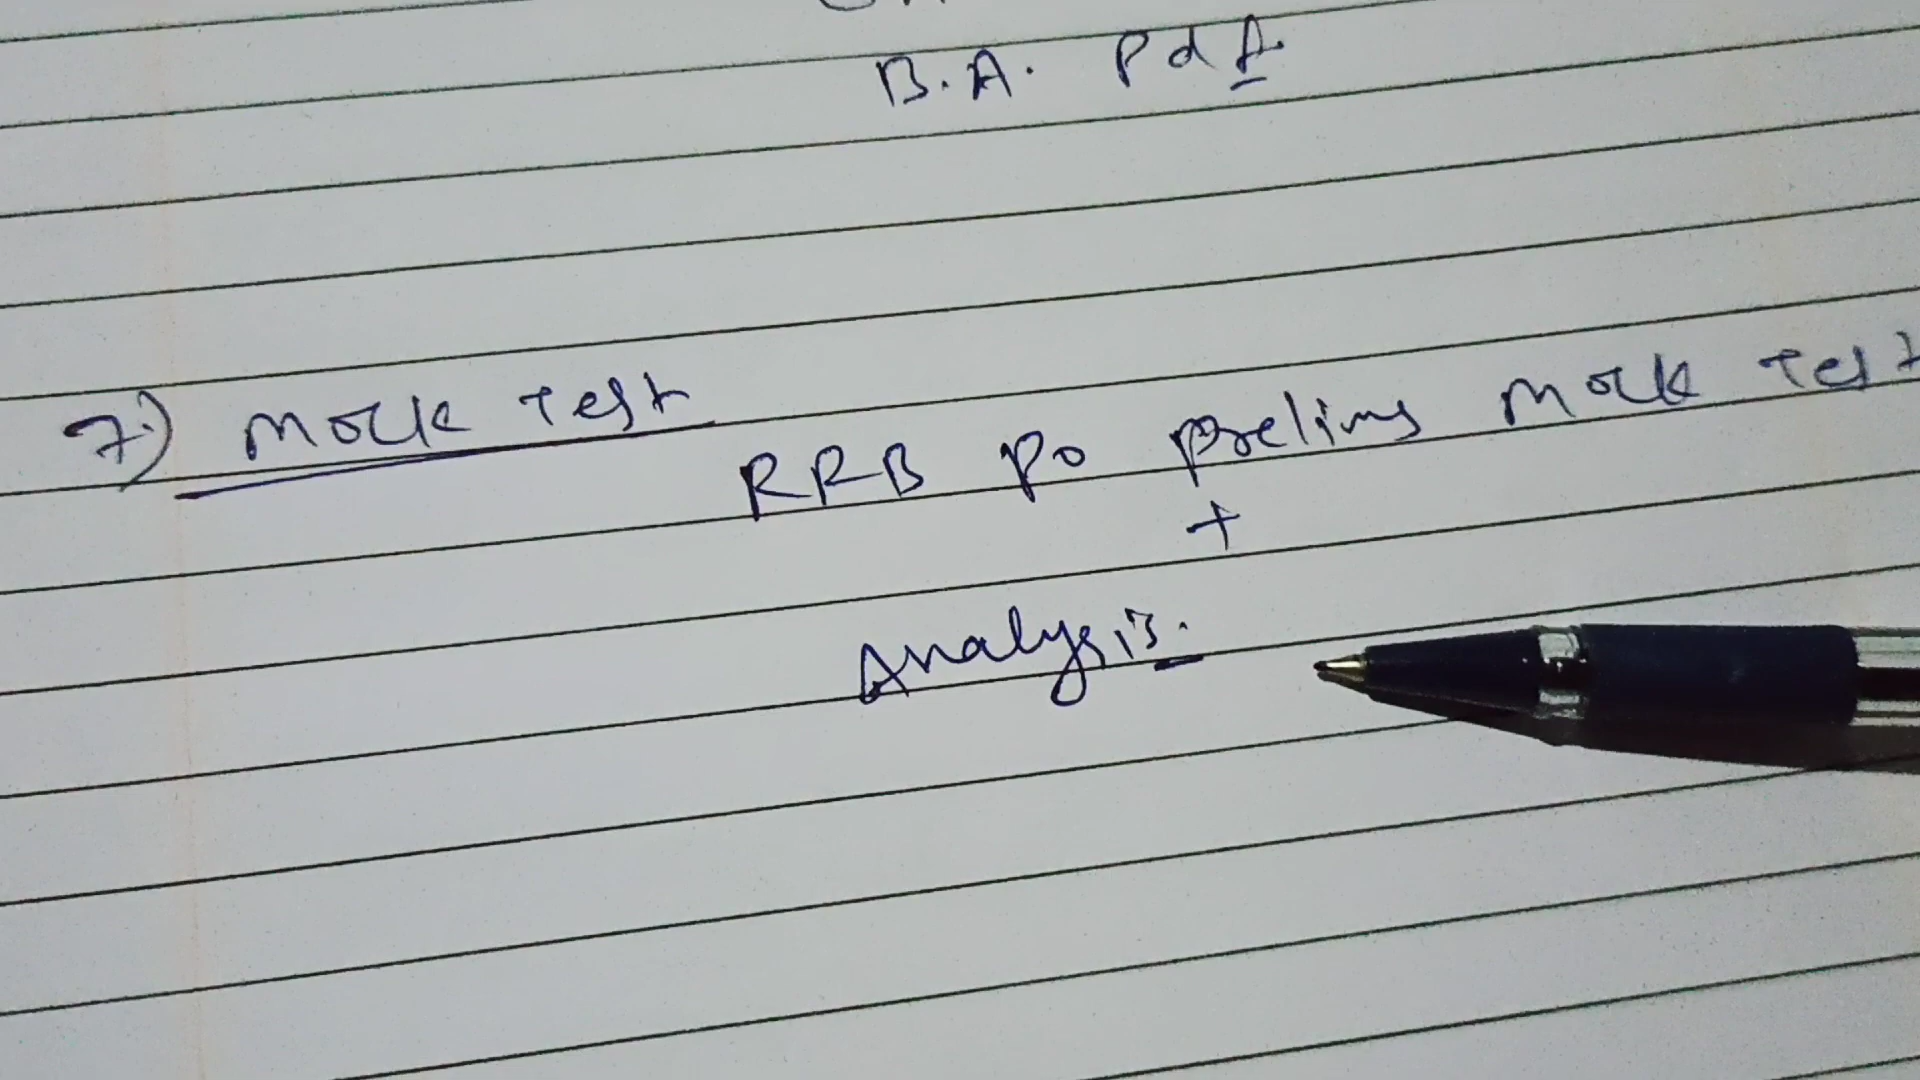 B.A. Pdf
7.) Mock Test
RRB PO Prelims Mock Test
+
Analysis.